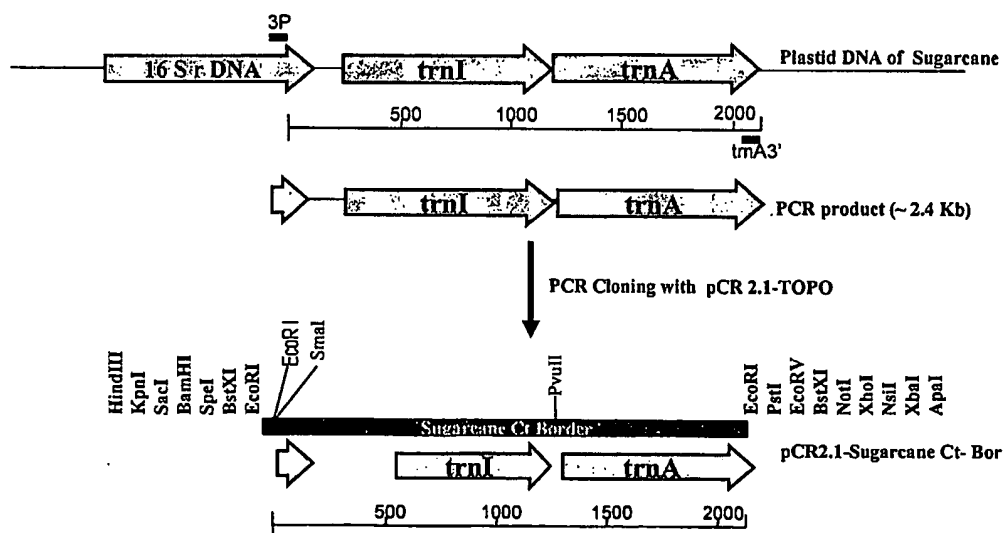 3P
16 S r. DNA
trnI
trnA
Plastid DNA of Sugarcane
500
1000
1500
2000
trnA3'
trnI
trnA
.PCR product (~ 2.4 Kb)
PCR Cloning with pCR 2.1-TOPO
HindIII
KpnI
SacI
BamHI
SpeI
BstXI
EcoRI
EcoR I
SmaI
PvuII
EcoRI
PstI
EcoRV
BstXI
NotI
XhoI
NsiI
XbaI
ApaI
Sugarcane Ct Border
trnI
trnA
pCR2.1-Sugarcane Ct- Bor
500
1000
1500
2000